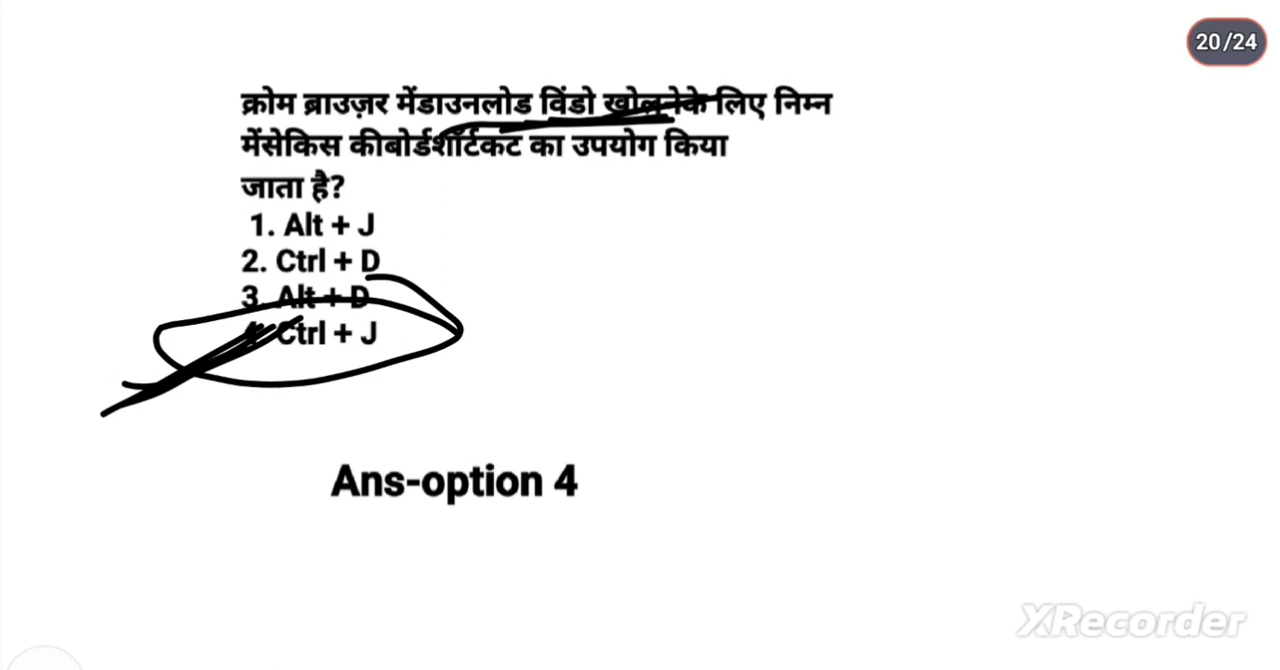 20/24
क्रोम ब्राउज़र मेंडाउनलोड विंडो खोलनेके लिए निम्न
मेंसेकिस कीबोर्डशॉर्टकट का उपयोग किया
जाता है?
1. Alt + J
2. Ctrl + D
3. Alt + D
4. Ctrl + J
Ans-option 4
XRecorder